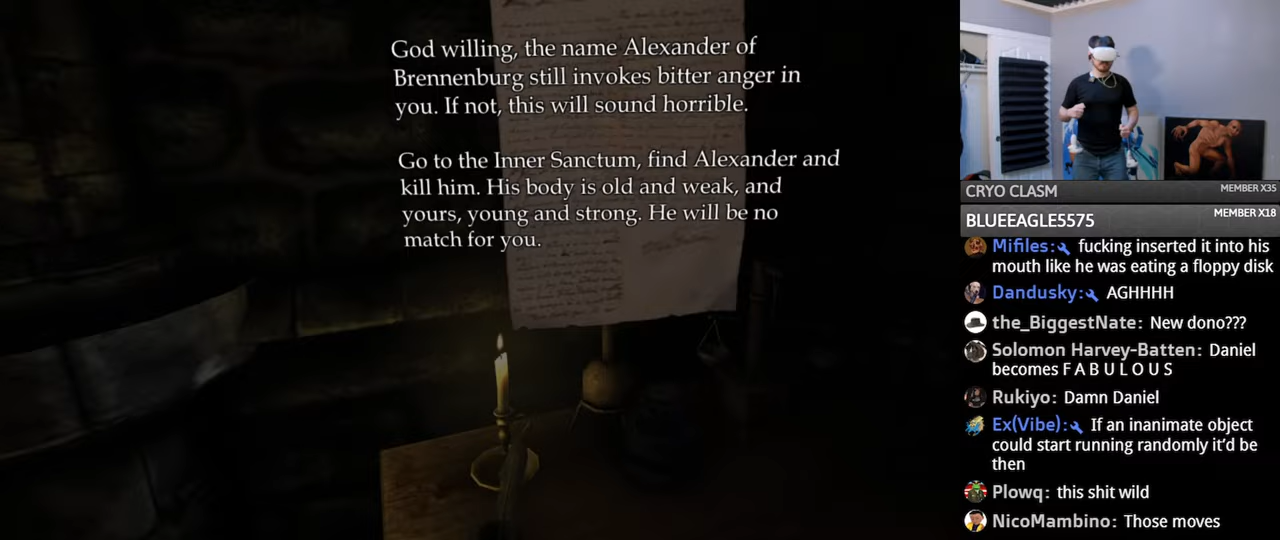 God willing, the name Alexander of
Brennenburg still invokes bitter anger in
you. If not, this will sound horrible.
Go to the Inner Sanctum, find Alexander and
kill him. His body is old and weak, and
yours, young and strong. He will be no
match for you.
CRYO CLASM
MEMBER X35
BLUEEAGLE5575
MEMBER X18
Mifiles: fucking inserted it into his
mouth like he was eating a floppy disk
Dandusky: AGHHHH
the_BiggestNate: New dono???
Solomon Harvey-Batten: Daniel
becomes F A B U L O U S
Rukiyo: Damn Daniel
Ex(Vibe): If an inanimate object
could start running randomly it'd be
then
Plowq: this shit wild
NicoMambino: Those moves